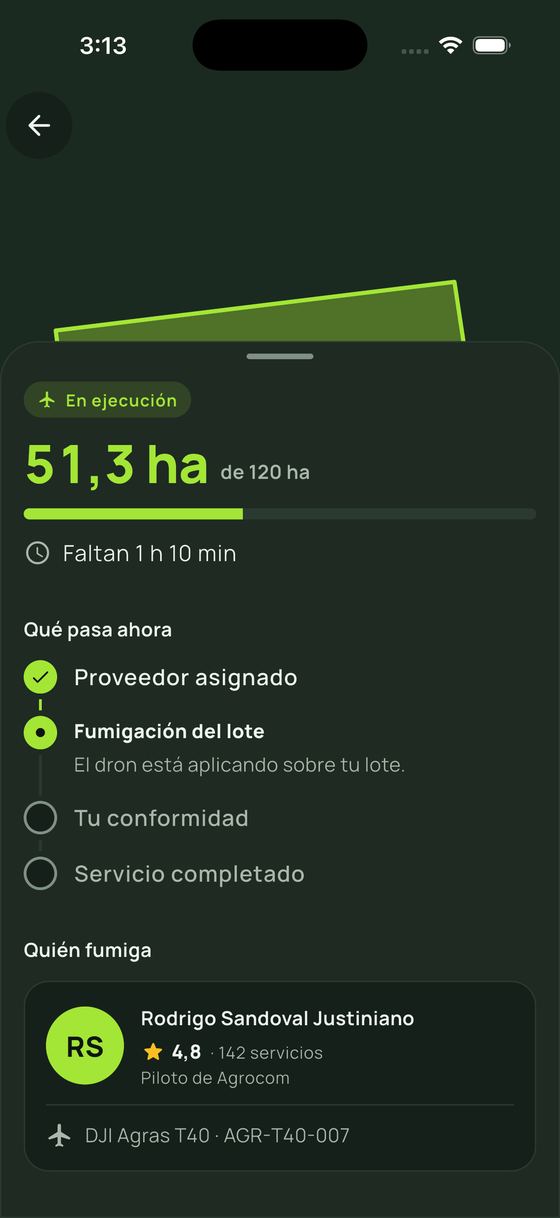 3:13
En ejecución
51,3 ha de 120 ha
Faltan 1 h 10 min
Qué pasa ahora
Proveedor asignado
Fumigación del lote
El dron está aplicando sobre tu lote.
Tu conformidad
Servicio completado
Quién fumiga
RS
Rodrigo Sandoval Justiniano
4,8 · 142 servicios
Piloto de Agrocom
DJI Agras T40 · AGR-T40-007